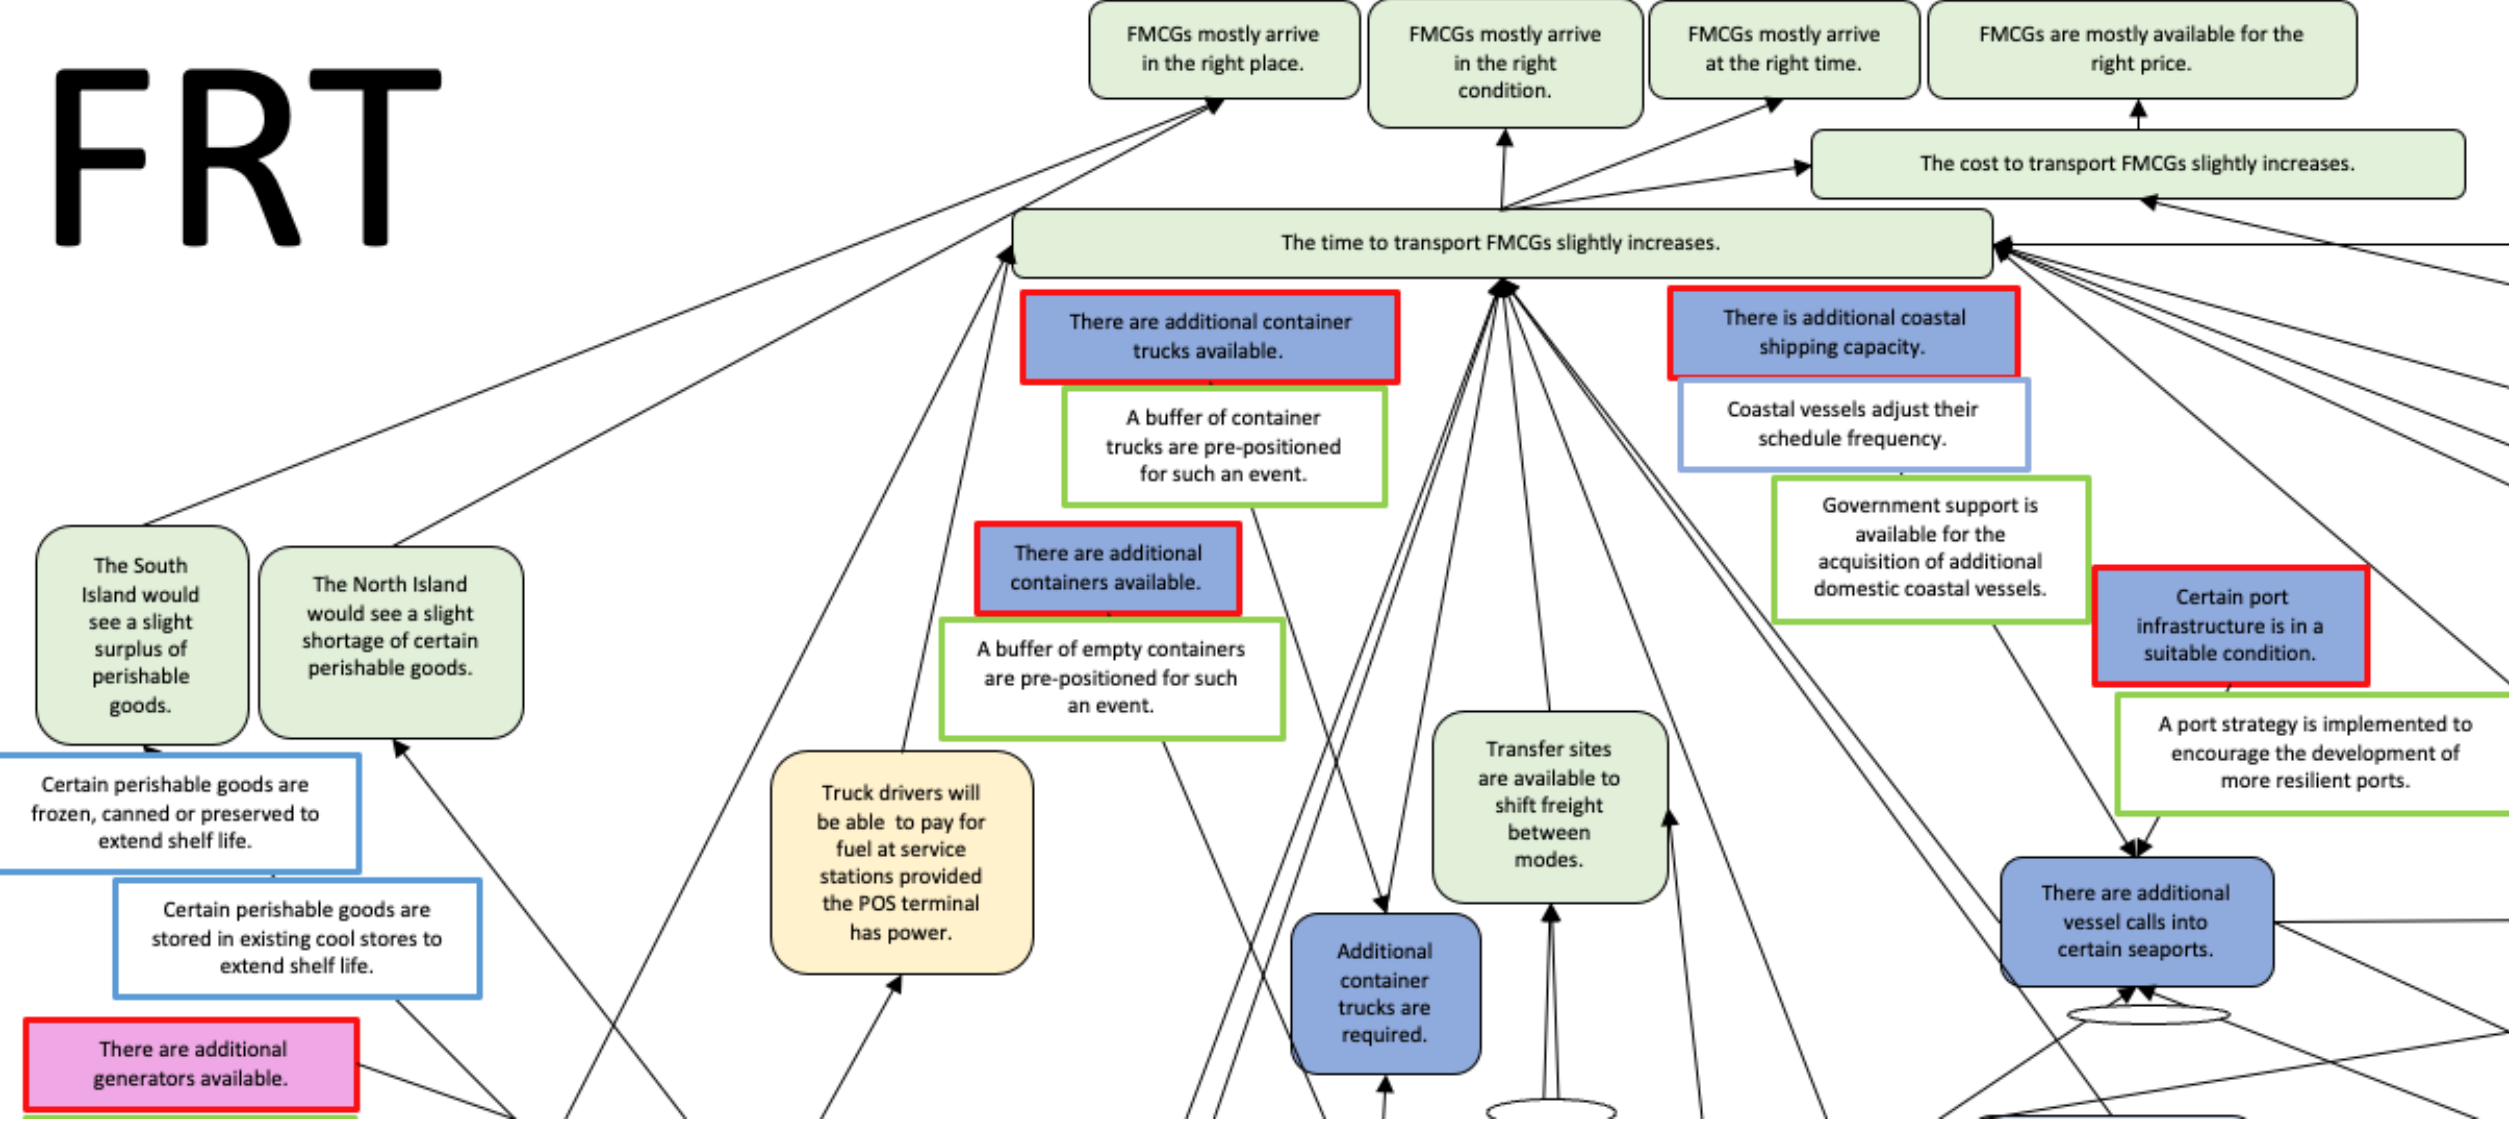 FRT
FMCGs mostly arrive
in the right place.
FMCGs mostly arrive
in the right
condition.
FMCGs mostly arrive
at the right time.
FMCGs are mostly available for the
right price.
The cost to transport FMCGs slightly increases.
The time to transport FMCGs slightly increases.
There are additional container
trucks available.
A buffer of container
trucks are pre-positioned
for such an event.
There is additional coastal
shipping capacity.
Coastal vessels adjust their
schedule frequency.
Government support is
available for the
acquisition of additional
domestic coastal vessels.
The South
Island would
see a slight
surplus of
perishable
goods.
The North Island
would see a slight
shortage of certain
perishable goods.
There are additional
containers available.
A buffer of empty containers
are pre-positioned for such
an event.
Certain port
infrastructure is in a
suitable condition.
A port strategy is implemented to
encourage the development of
more resilient ports.
Certain perishable goods are
frozen, canned or preserved to
extend shelf life.
Certain perishable goods are
stored in existing cool stores to
extend shelf life.
Truck drivers will
be able  to pay for
fuel at service
stations provided
the POS terminal
has power.
Transfer sites
are available to
shift freight
between
modes.
Additional
container
trucks are
required.
There are additional
vessel calls into
certain seaports.
There are additional
generators available.